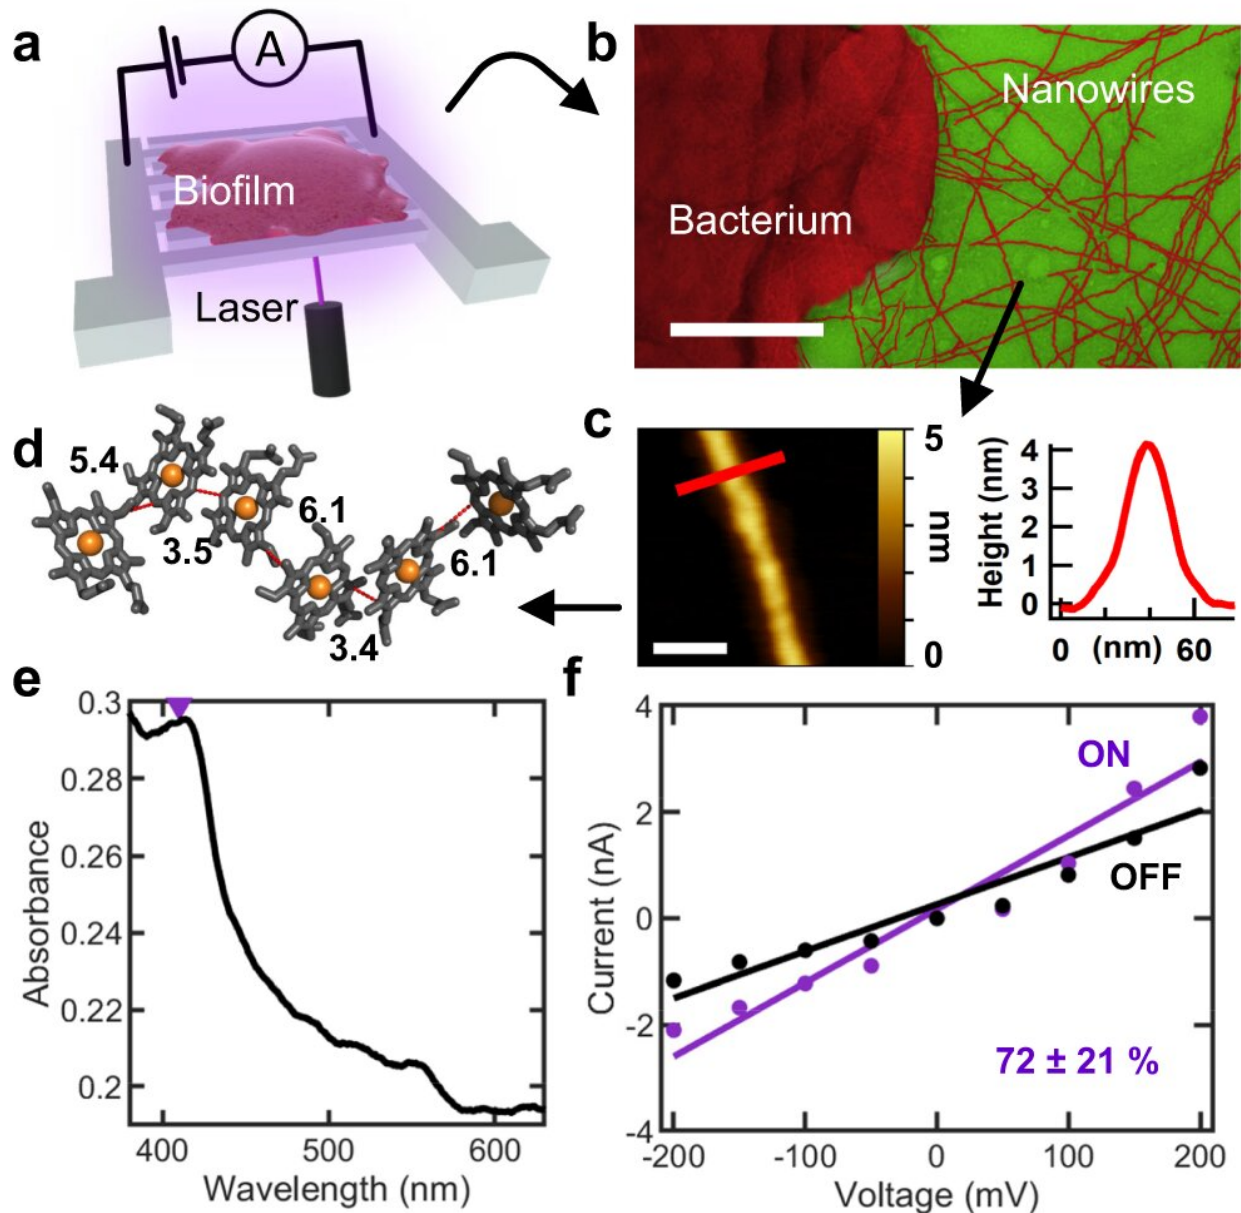 a
A
Biofilm
Laser
b
Nanowires
Bacterium
c
5
nm
0
Height (nm)
4
3
2
1
0
0 (nm) 60
d
5.4
3.5
6.1
3.4
6.1
e
0.3
0.28
0.26
0.24
0.22
0.2
Absorbance
400 500 600
Wavelength (nm)
f
4
2
0
-2
-4
Current (nA)
ON
OFF
72 ± 21 %
-200 -100 0 100 200
Voltage (mV)